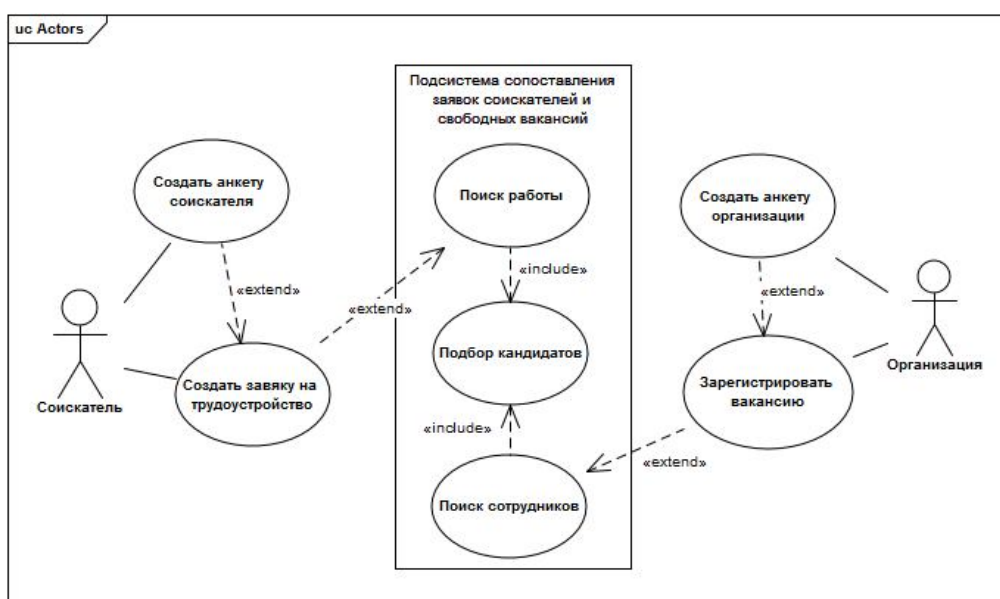 uc Actors
Подсистема сопоставления
заявок соискателей и
свободных вакансий
Создать анкету
соискателя
Поиск работы
Создать анкету
организации
«include»
«extend»
«extend»
«extend»
Подбор кандидатов
Организация
Создать завяку на
трудоустройство
Зарегистрировать
вакансию
Соискатель
«include»
«extend»
Поиск сотрудников